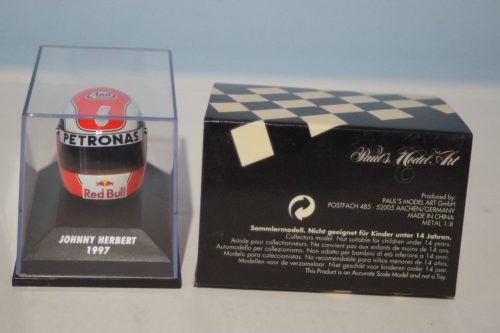 Arai
PETRONAS
Red Bull
JOHNNY HERBERT
1997
Paul's Model Art
Produced by:
PAUL'S MODEL ART GmbH
POSTFACH 485 - 52005 AACHEN/GERMANY
MADE IN CHINA
METAL 1:8
Sammlermodell. Nicht geeignet für Kinder unter 14 Jahren.
Collectors model. Not suitable for children under 14 years.
Article pour collectionneurs. Ne convient pas aux enfants de moins de 14 ans.
Automodello per collezione. Non adatto per bambini di età inferiore a 14 anni.
Modelo para coleccionistas. No recomendable para niños menores de 14 años.
Modellen voor de verzamelaar. Niet geschikt voor kinderen onder 14 jaar.
This Product is an Accurate Scale Model and not a Toy.